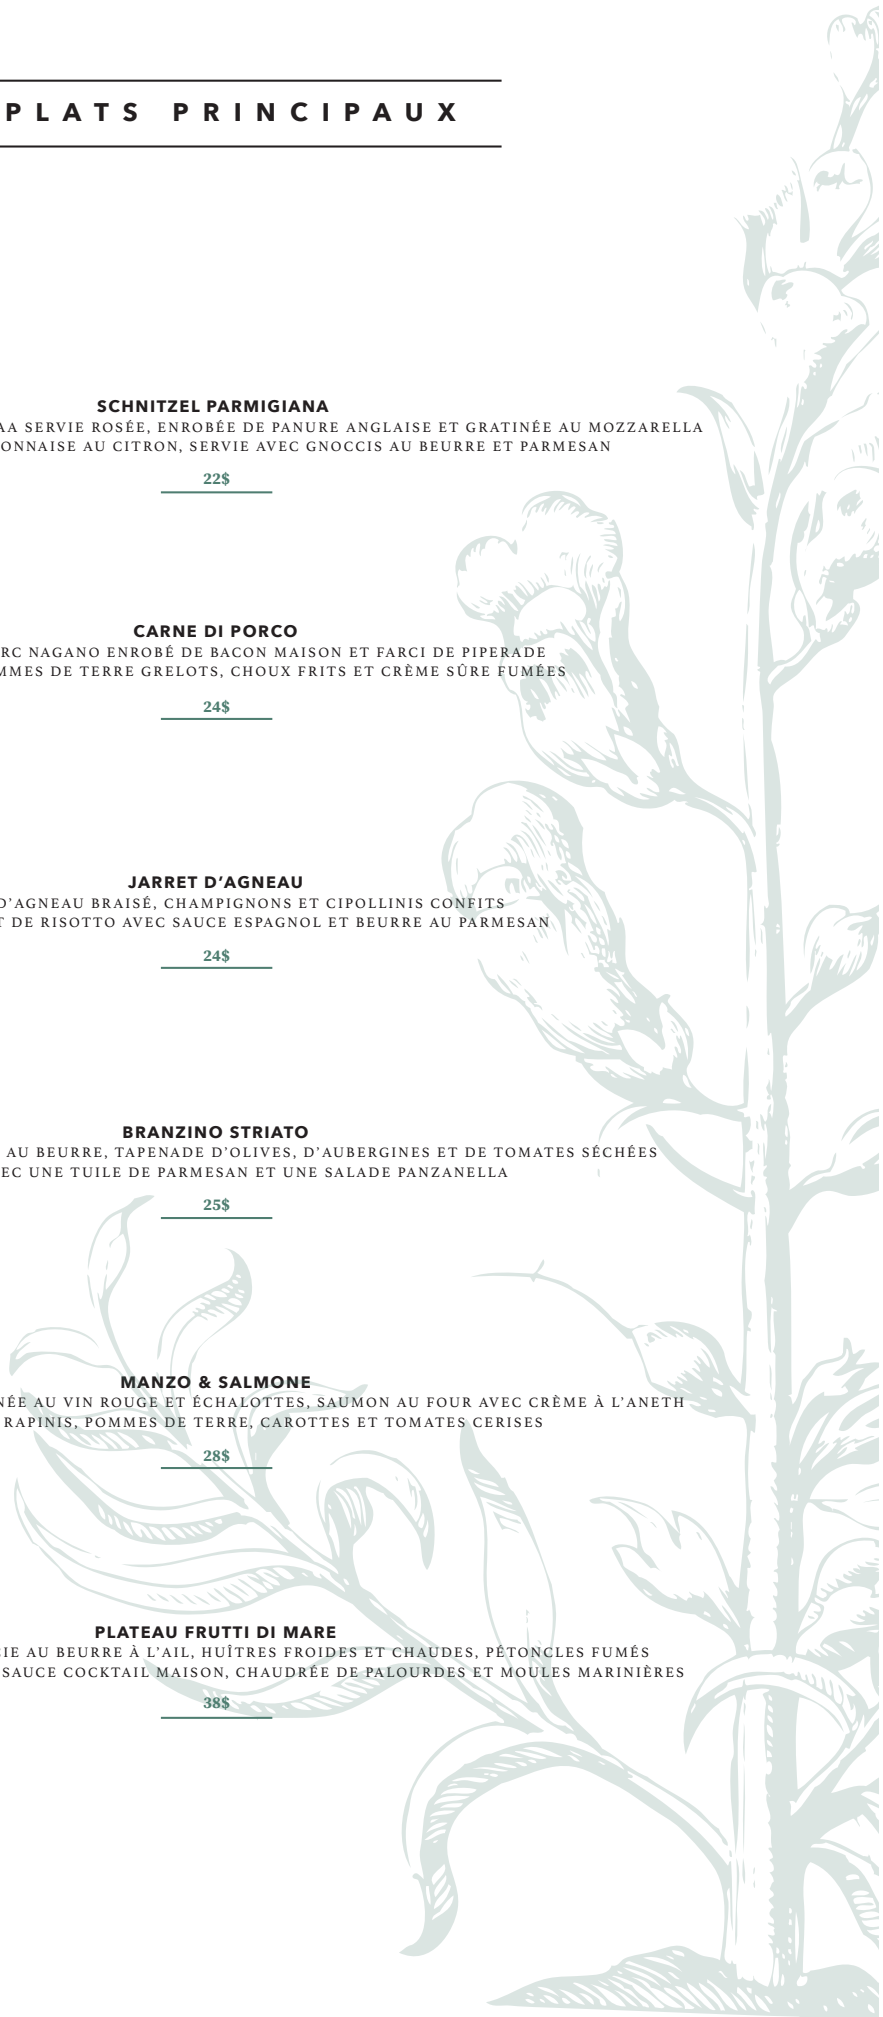 PLATS PRINCIPAUX
SCHNITZEL PARMIGIANA
AA SERVIE ROSÉE, ENROBÉE DE PANURE ANGLAISE ET GRATINÉE AU MOZZARELLA
ONNAISE AU CITRON, SERVIE AVEC GNOCCIS AU BEURRE ET PARMESAN
22$
CARNE DI PORCO
RC NAGANO ENROBÉ DE BACON MAISON ET FARCI DE PIPERADE
MMES DE TERRE GRELOTS, CHOUX FRITS ET CRÈME SÛRE FUMÉES
24$
JARRET D’AGNEAU
D’AGNEAU BRAISÉ, CHAMPIGNONS ET CIPOLLINIS CONFITS
T DE RISOTTO AVEC SAUCE ESPAGNOL ET BEURRE AU PARMESAN
24$
BRANZINO STRIATO
AU BEURRE, TAPENADE D’OLIVES, D’AUBERGINES ET DE TOMATES SÉCHÉES
EC UNE TUILE DE PARMESAN ET UNE SALADE PANZANELLA
25$
MANZO & SALMONE
NÉE AU VIN ROUGE ET ÉCHALOTTES, SAUMON AU FOUR AVEC CRÈME À L’ANETH
RAPINIS, POMMES DE TERRE, CAROTTES ET TOMATES CERISES
28$
PLATEAU FRUTTI DI MARE
CIE AU BEURRE À L’AIL, HUÎTRES FROIDES ET CHAUDES, PÉTONCLES FUMÉS
SAUCE COCKTAIL MAISON, CHAUDRÉE DE PALOURDES ET MOULES MARINIÈRES
38$